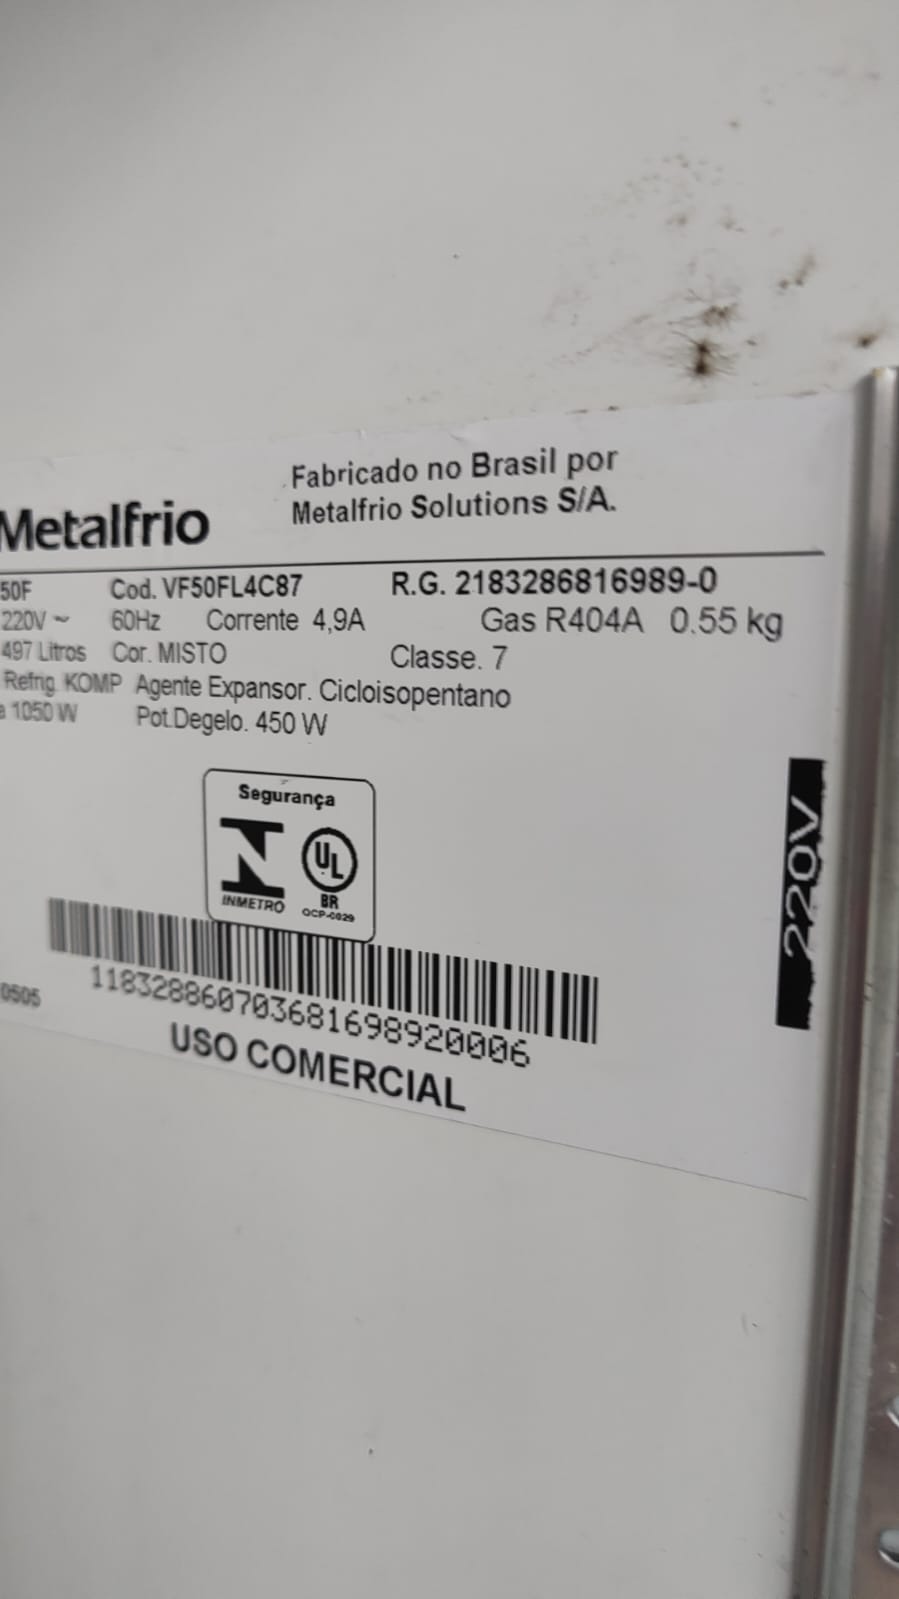 Metalfrio
Fabricado no Brasil por
Metalfrio Solutions S/A.
50F Cod. VF50FL4C87 R.G. 2183286816989-0
220V ~ 60Hz Corrente 4,9A Gas R404A 0.55 kg
497 Litros Cor. MISTO Classe. 7
Refrig. KOMP Agente Expansor. Cicloisopentano
a 1050 W Pot.Degelo. 450 W
Segurança
UL
INMETRO
BR
OCP-0029
220V
0505
118328860703681698920006
USO COMERCIAL